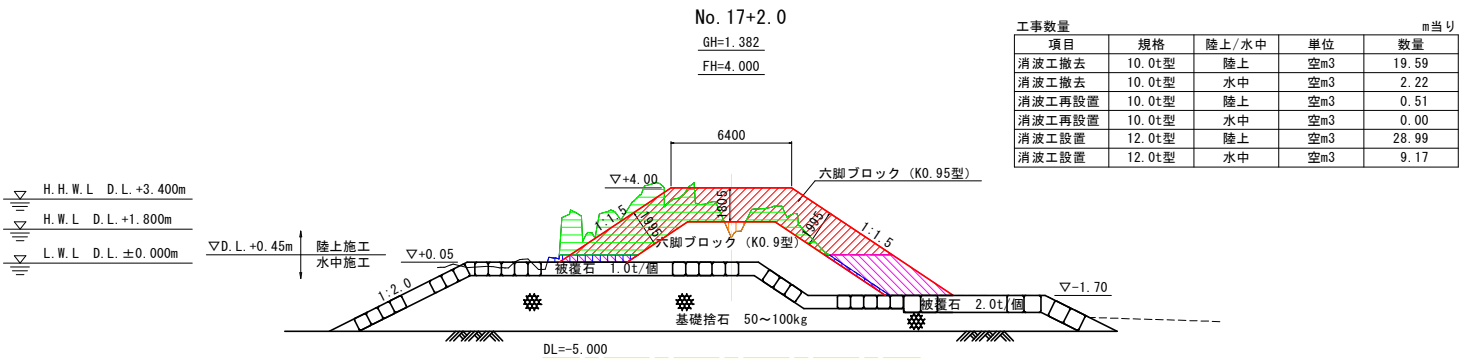 No.17+2.0
GH=1.382
FH=4.000
工事数量 m当り
項目 規格 陸上/水中 単位 数量
消波工撤去 10.0t型 陸上 空m3 19.59
消波工撤去 10.0t型 水中 空m3 2.22
消波工再設置 10.0t型 陸上 空m3 0.51
消波工再設置 10.0t型 水中 空m3 0.00
消波工設置 12.0t型 陸上 空m3 28.99
消波工設置 12.0t型 水中 空m3 9.17
6400
六脚ブロック (K0.95型)
▽+4.00
H.H.W.L D.L.+3.400m
H.W.L D.L.+1.800m
L.W.L D.L.±0.000m
▽D.L.+0.45m
陸上施工
水中施工
▽+0.05
1:1.5
1995
1805
1995
1:1.5
六脚ブロック (K0.9型)
被覆石 1.0t/個
1:2.0
▽-1.70
被覆石 2.0t/個
基礎捨石 50~100kg
DL=-5.000